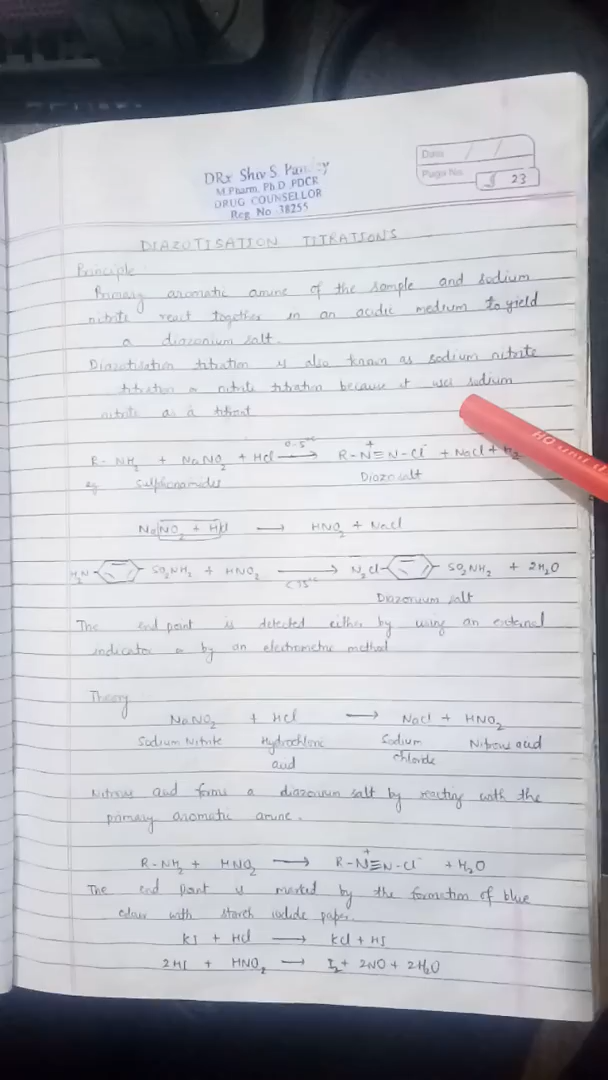 DRx Shiv S.
M.Pharm, Ph.D, PDCR
DRUG COUNSELLOR
Reg. No. 38255
Date / /
Page No. 23
DIAZOTISATION TITRATIONS
Principle
Primary aromatic amine of the sample and sodium
nitrite react together in an acidic medium to yield
a diazonium salt.
Diazotisation titration is also known as sodium nitrite
titration or nitrite titration because it uses sodium
nitrite as a titrant
R-NH2 + NaNO2 + HCl 0-5°C → R-N⁺≡N-Cl⁻ + NaCl + H2
eg Sulphonamides Diazo salt
NaNO2 + HCl → HNO2 + NaCl
H2N- SO2NH2 + HNO2 <15°C → N2Cl- SO2NH2 + 2H2O
Diazonium salt
The end point is detected either by using an external
indicator or by an electrometric method
Theory
NaNO2 + HCl → NaCl + HNO2
Sodium Nitrite Hydrochloric acid Sodium chloride Nitrous acid
Nitrous acid forms a diazonium salt by reacting with the
primary aromatic amine.
R-NH2 + HNO2 → R-N⁺≡N-Cl⁻ + H2O
The end point is marked by the formation of blue
colour with starch iodide paper.
KI + HCl → KCl + HI
2HI + HNO2 → I2 + 2NO + 2H2O